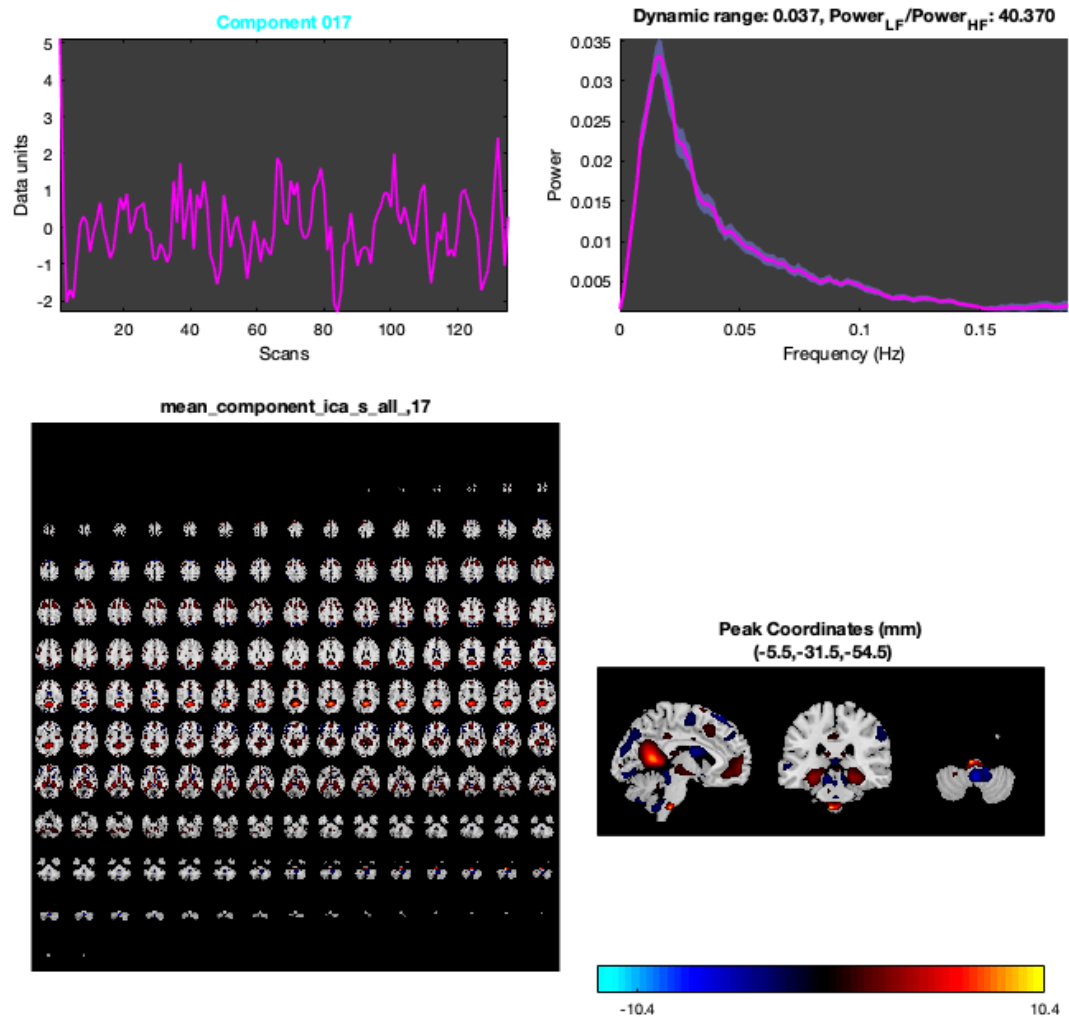 Component 017
5
4
3
2
1
0
-1
-2
Data units
20 40 60 80 100 120
Scans
Dynamic range: 0.037, Power_LF/Power_HF: 40.370
0.035
0.03
0.025
0.02
0.015
0.01
0.005
Power
0 0.05 0.1 0.15
Frequency (Hz)
mean_component_ica_s_all_,17
Peak Coordinates (mm)
(-5.5,-31.5,-54.5)
-10.4 10.4